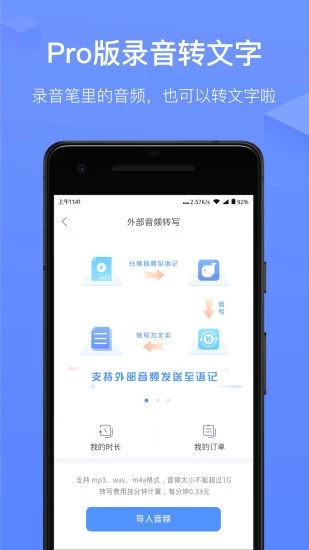 Pro版录音转文字
录音笔里的音频，也可以转文字啦
上午11:41
...2.57K/s 92%
外部音频转写
分享音频至语记
转写
转写为文本
支持外部音频发送至语记
我的时长
我的订单
支持 mp3、wav、m4a格式，音频大小不能超过1G
转写费用按分钟计算，每分钟0.33元
导入音频